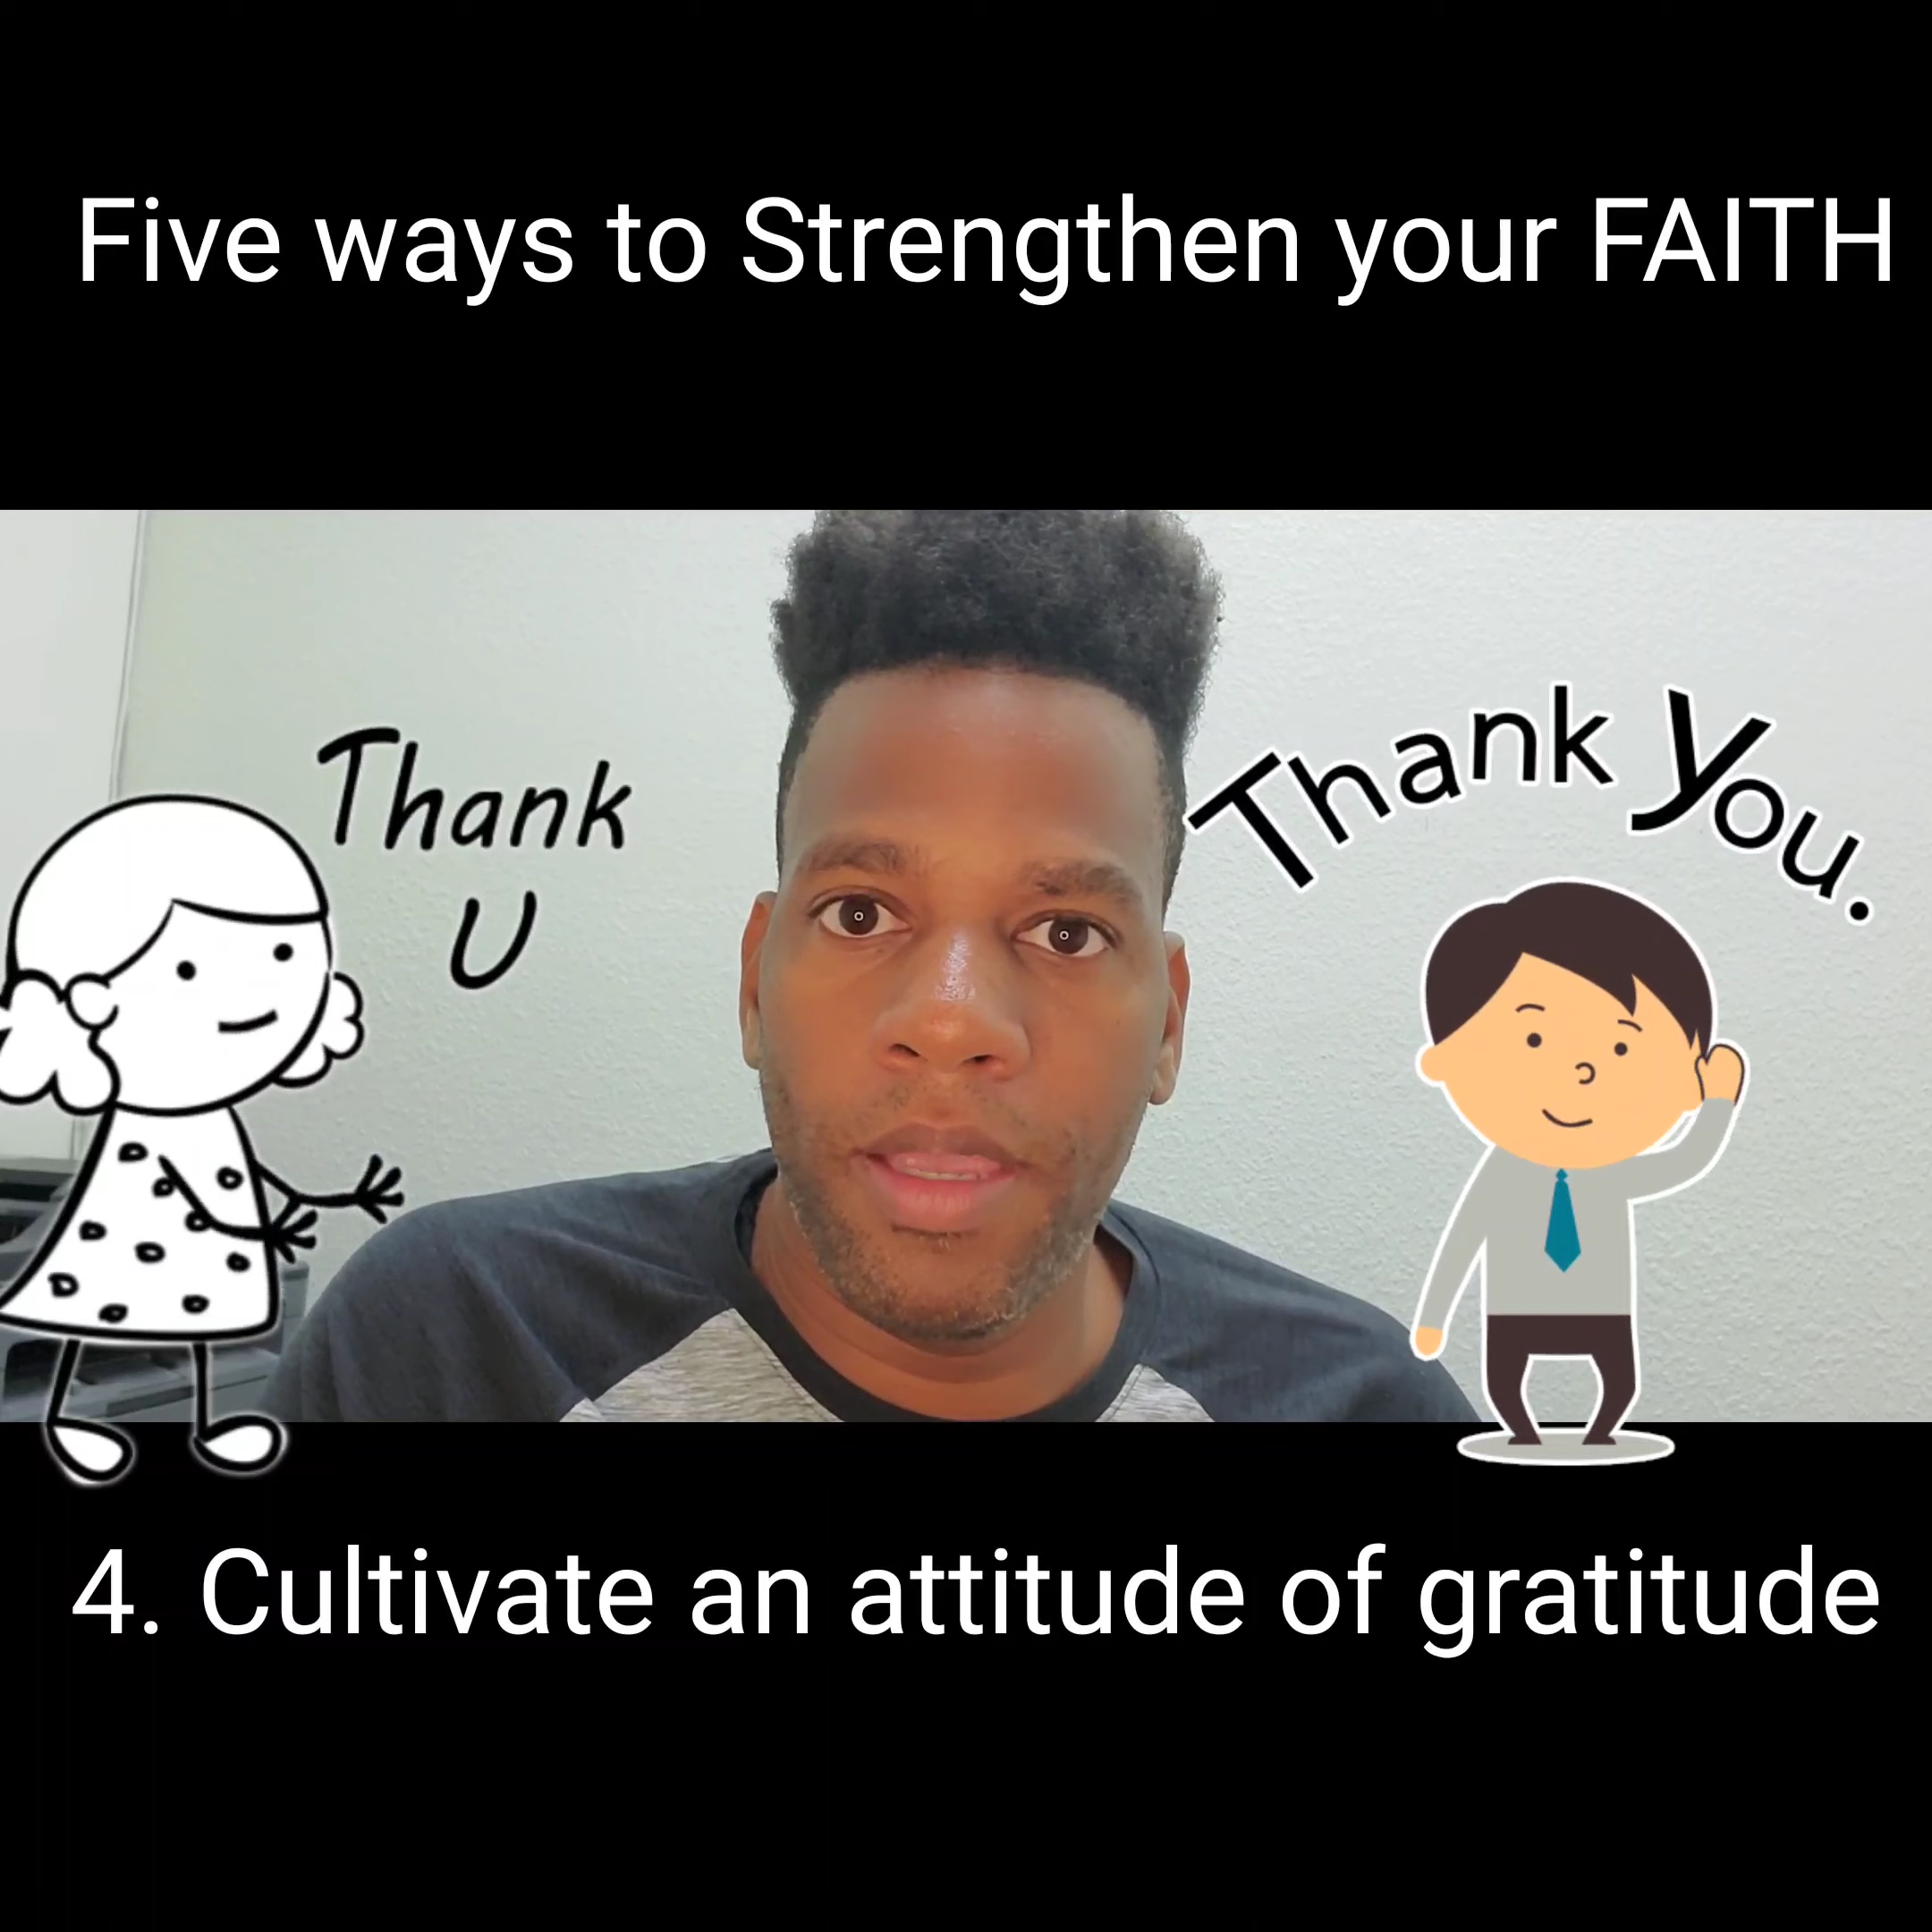 Five ways to Strengthen your FAITH
Thank
U
Thank you.
4. Cultivate an attitude of gratitude